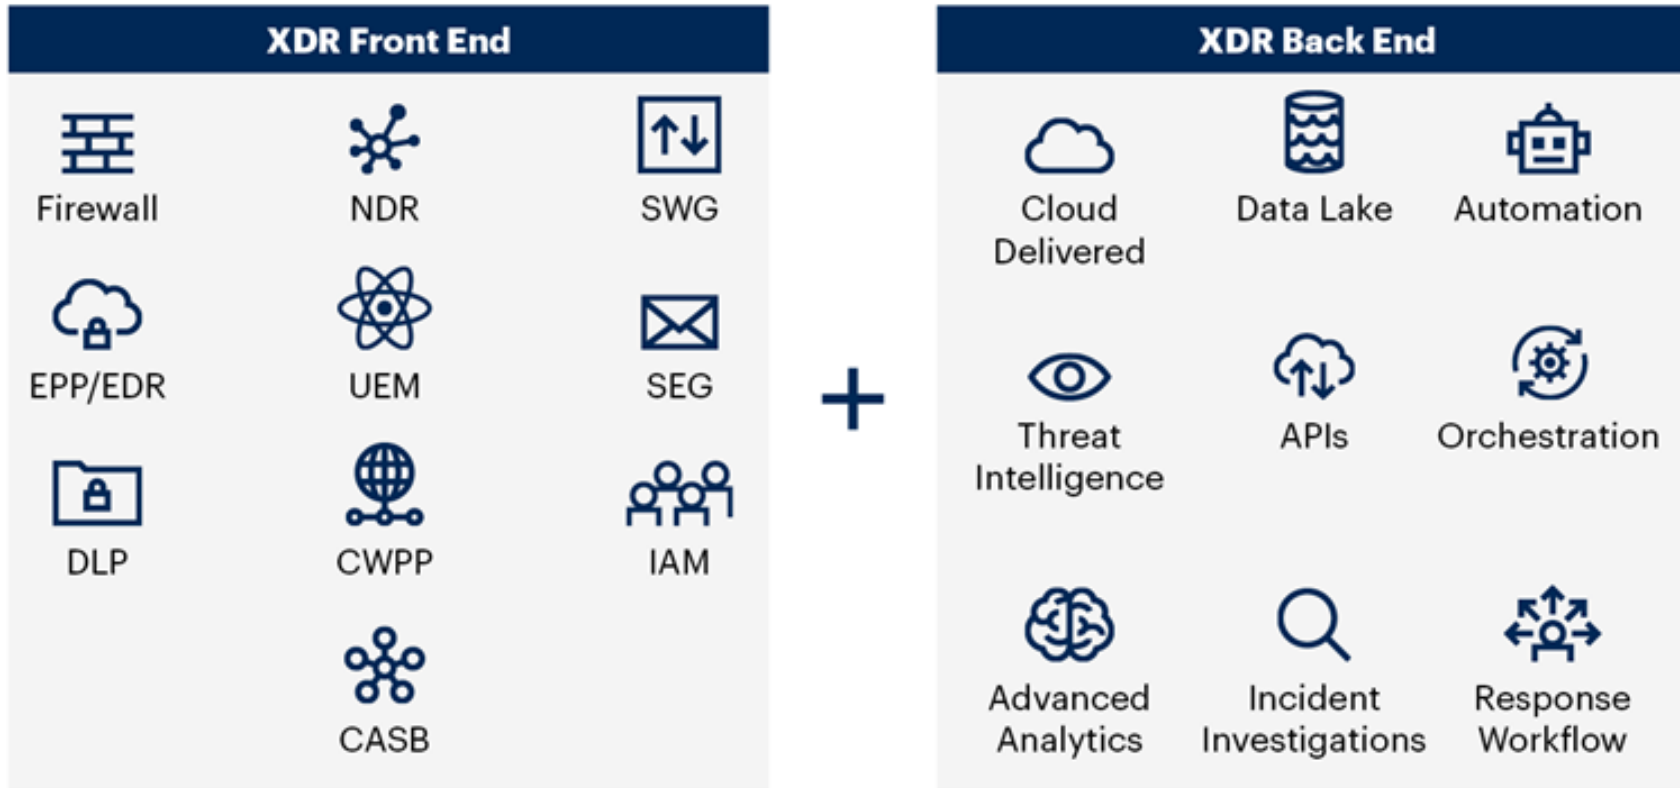 XDR Front End
Firewall
NDR
SWG
EPP/EDR
UEM
SEG
DLP
CWPP
IAM
CASB
+
XDR Back End
Cloud
Delivered
Data Lake
Automation
Threat
Intelligence
APIs
Orchestration
Advanced
Analytics
Incident
Investigations
Response
Workflow